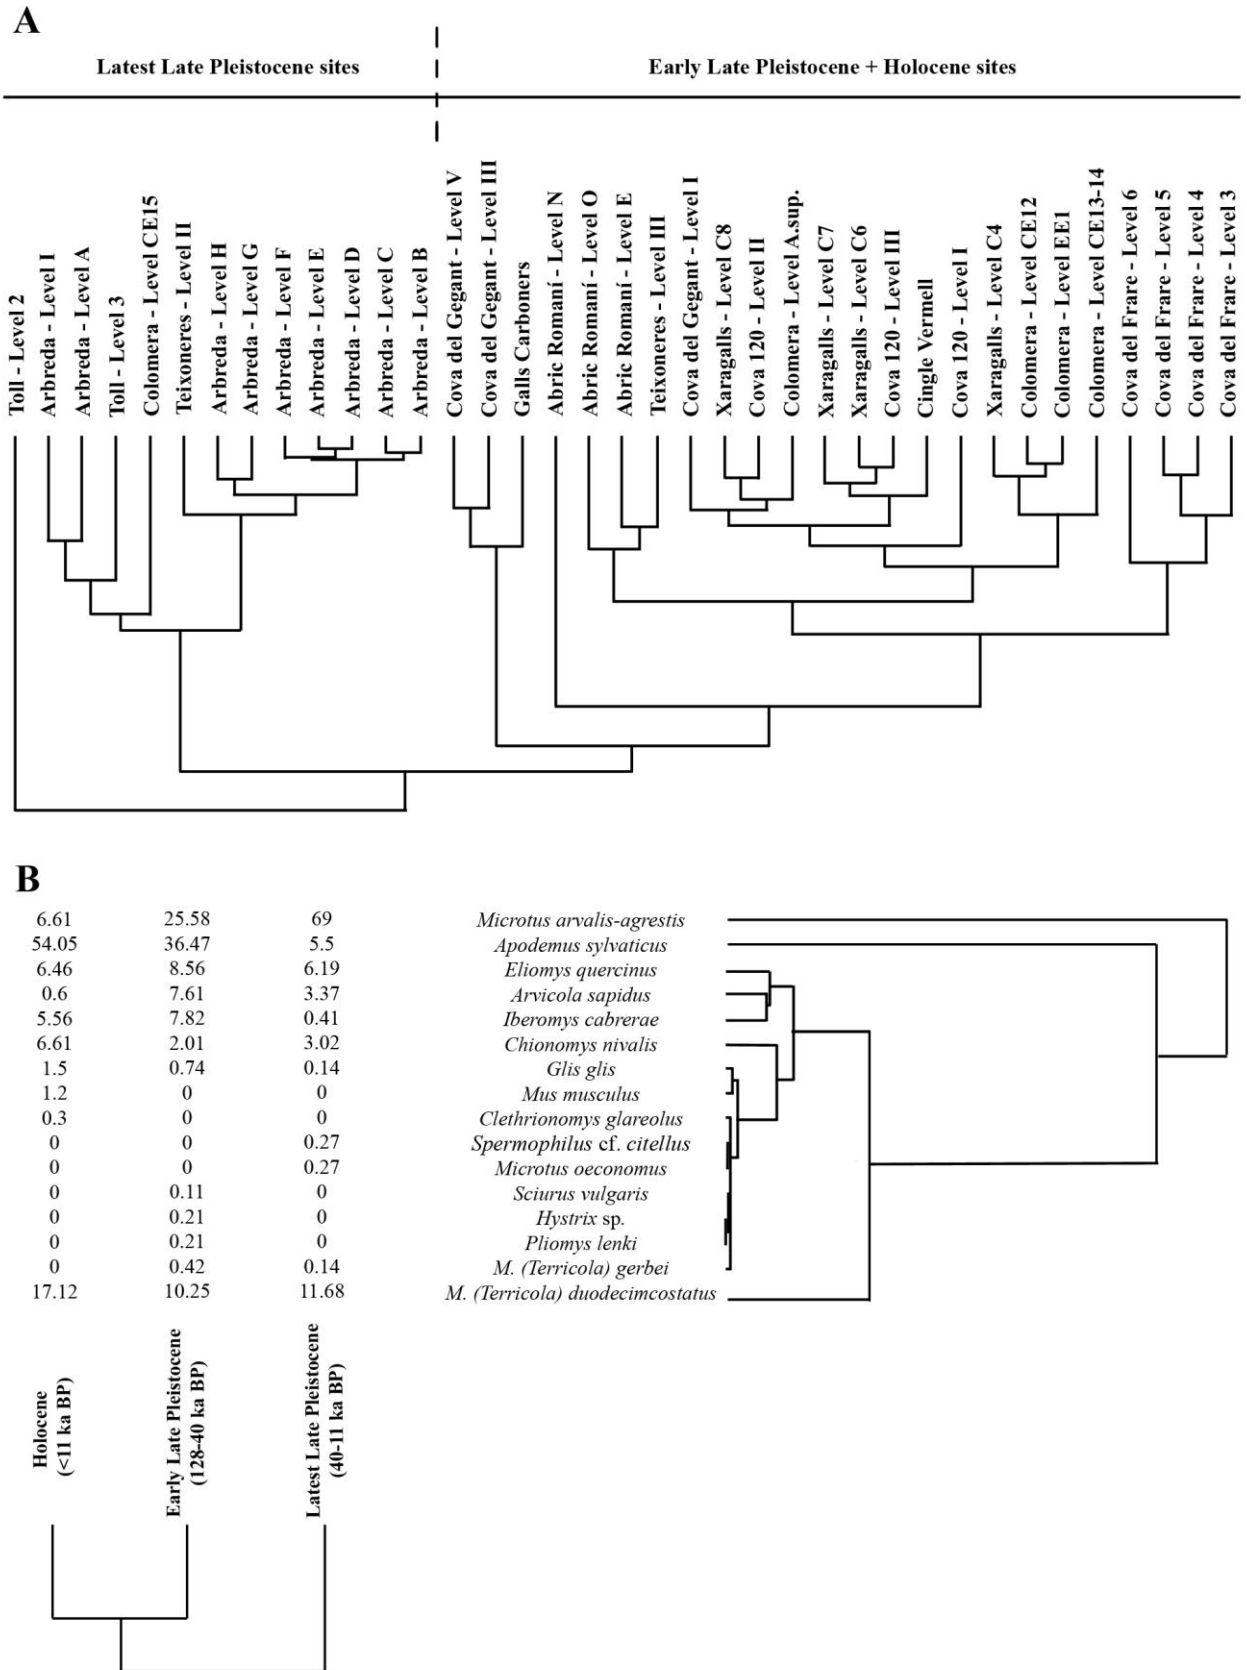 A
Latest Late Pleistocene sites
Early Late Pleistocene + Holocene sites
Toll - Level 2
Arbreda - Level I
Arbreda - Level A
Toll - Level 3
Colomera - Level CE15
Teixoneres - Level II
Arbreda - Level H
Arbreda - Level G
Arbreda - Level F
Arbreda - Level E
Arbreda - Level D
Arbreda - Level C
Arbreda - Level B
Cova del Gegant - Level V
Cova del Gegant - Level III
Galls Carboners
Abric Romaní - Level N
Abric Romaní - Level O
Abric Romaní - Level E
Teixoneres - Level III
Cova del Gegant - Level I
Xaragalls - Level C8
Cova 120 - Level II
Colomera - Level A.sup.
Xaragalls - Level C7
Xaragalls - Level C6
Cova 120 - Level III
Cingle Vermell
Cova 120 - Level I
Xaragalls - Level C4
Colomera - Level CE12
Colomera - Level EE1
Colomera - Level CE13-14
Cova del Frare - Level 6
Cova del Frare - Level 5
Cova del Frare - Level 4
Cova del Frare - Level 3
B
6.61 25.58 69 Microtus arvalis-agrestis
54.05 36.47 5.5 Apodemus sylvaticus
6.46 8.56 6.19 Eliomys quercinus
0.6 7.61 3.37 Arvicola sapidus
5.56 7.82 0.41 Iberomys cabrerae
6.61 2.01 3.02 Chionomys nivalis
1.5 0.74 0.14 Glis glis
1.2 0 0 Mus musculus
0.3 0 0 Clethrionomys glareolus
0 0 0.27 Spermophilus cf. citellus
0 0 0.27 Microtus oeconomus
0 0.11 0 Sciurus vulgaris
0 0.21 0 Hystrix sp.
0 0.21 0 Pliomys lenki
0 0.42 0.14 M. (Terricola) gerbei
17.12 10.25 11.68 M. (Terricola) duodecimcostatus
Holocene
(<11 ka BP)
Early Late Pleistocene
(128-40 ka BP)
Latest Late Pleistocene
(40-11 ka BP)